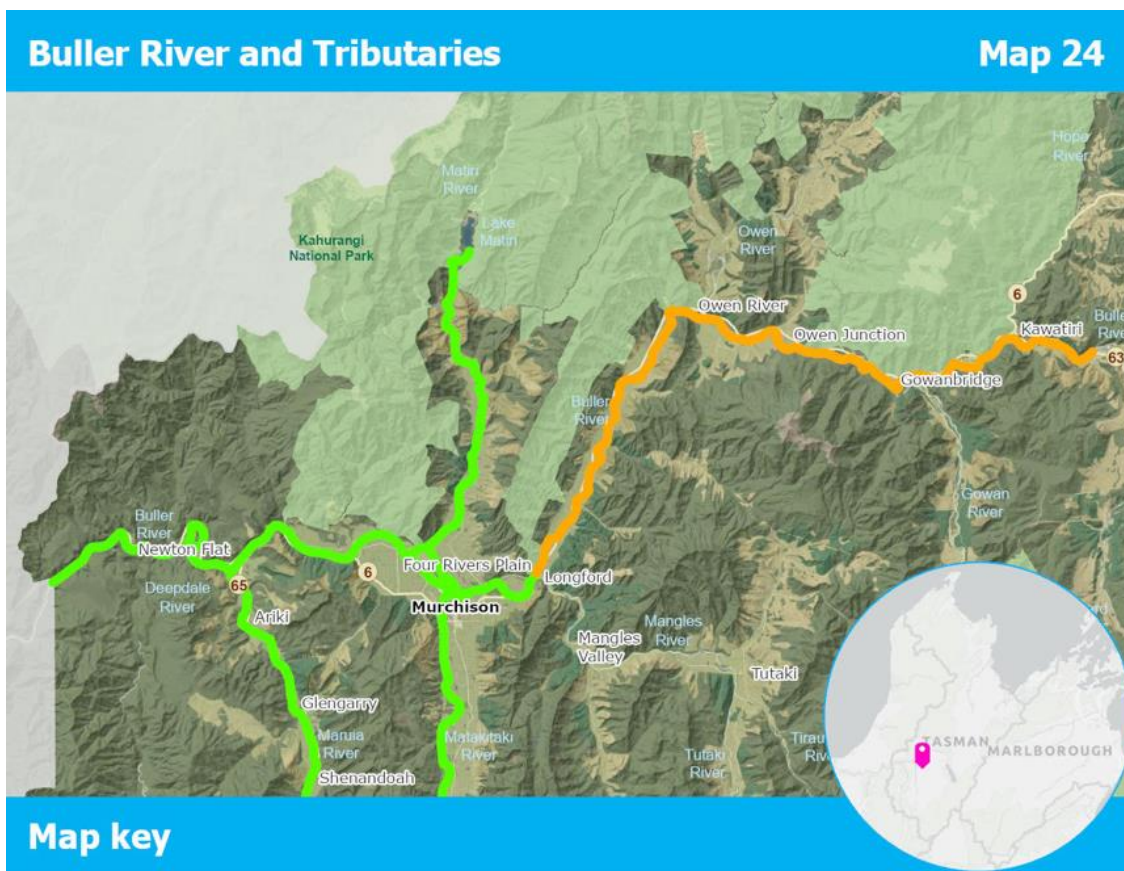 Buller River and Tributaries
Map 24
Hope
River
Matiri
River
Lake
Matiri
Kahurangi
National Park
Owen
River
6
Owen River
Owen Junction
Kawatiri
63
Gowanbridge
Buller
River
Gowan
River
Buller
River
Newton Flat
Four Rivers Plain
Longford
6
65
Deepdale
River
Murchison
Ariki
Mangles
River
Mangles
Valley
Tutaki
Glengarry
Maruia
River
Matakitaki
River
Tutaki
River
Shenandoah
TASMAN
MARLBOROUGH
Map key